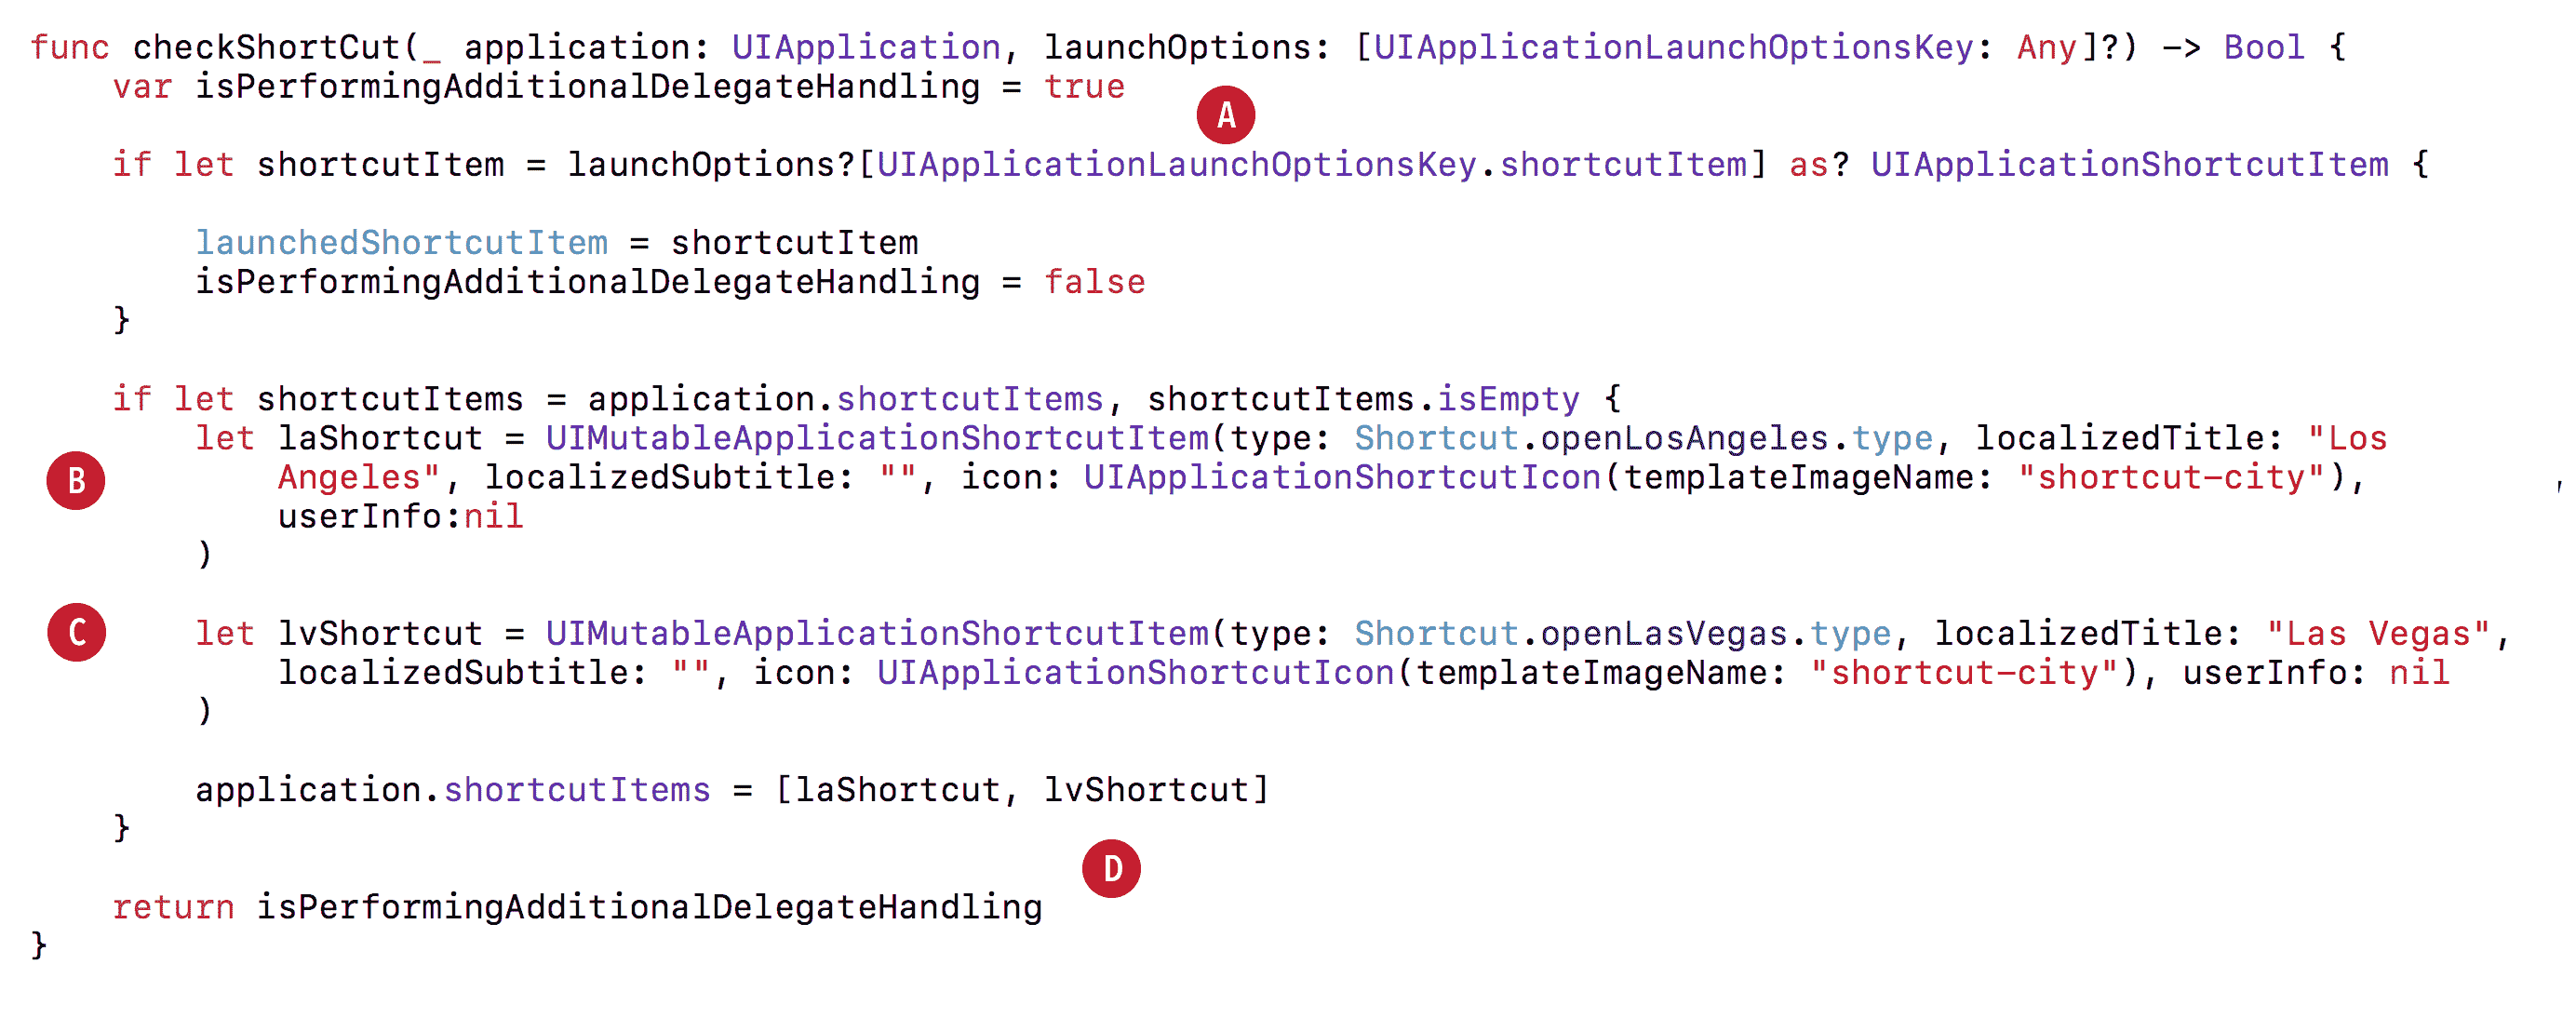 func checkShortCut(_ application: UIApplication, launchOptions: [UIApplicationLaunchOptionsKey: Any]?) -> Bool {
    var isPerformingAdditionalDelegateHandling = true
A
    if let shortcutItem = launchOptions?[UIApplicationLaunchOptionsKey.shortcutItem] as? UIApplicationShortcutItem {
        launchedShortcutItem = shortcutItem
        isPerformingAdditionalDelegateHandling = false
    }
    if let shortcutItems = application.shortcutItems, shortcutItems.isEmpty {
        let laShortcut = UIMutableApplicationShortcutItem(type: Shortcut.openLosAngeles.type, localizedTitle: "Los
B
            Angeles", localizedSubtitle: "", icon: UIApplicationShortcutIcon(templateImageName: "shortcut-city"),
            userInfo:nil
        )
C
        let lvShortcut = UIMutableApplicationShortcutItem(type: Shortcut.openLasVegas.type, localizedTitle: "Las Vegas",
            localizedSubtitle: "", icon: UIApplicationShortcutIcon(templateImageName: "shortcut-city"), userInfo: nil
        )
        application.shortcutItems = [laShortcut, lvShortcut]
    }
D
    return isPerformingAdditionalDelegateHandling
}